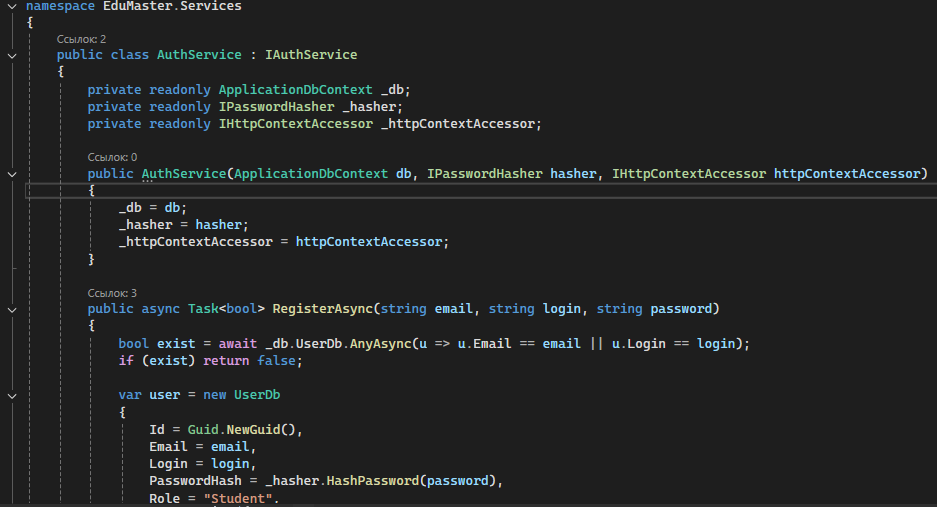 namespace EduMaster.Services
{
Ссылок: 2
public class AuthService : IAuthService
{
private readonly ApplicationDbContext _db;
private readonly IPasswordHasher _hasher;
private readonly IHttpContextAccessor _httpContextAccessor;
Ссылок: 0
public AuthService(ApplicationDbContext db, IPasswordHasher hasher, IHttpContextAccessor httpContextAccessor)
{
_db = db;
_hasher = hasher;
_httpContextAccessor = httpContextAccessor;
}
Ссылок: 3
public async Task<bool> RegisterAsync(string email, string login, string password)
{
bool exist = await _db.UserDb.AnyAsync(u => u.Email == email || u.Login == login);
if (exist) return false;
var user = new UserDb
{
Id = Guid.NewGuid(),
Email = email,
Login = login,
PasswordHash = _hasher.HashPassword(password),
Role = "Student",